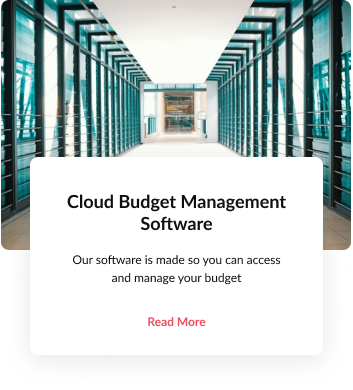 Cloud Budget Management
Software
Our software is made so you can access
and manage your budget
Read More